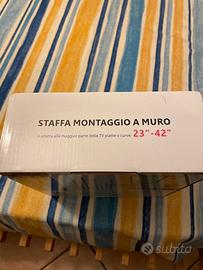 STAFFA MONTAGGIO A MURO
si adatta alla maggior parte delle TV piatte e curve 23"-42"
subito